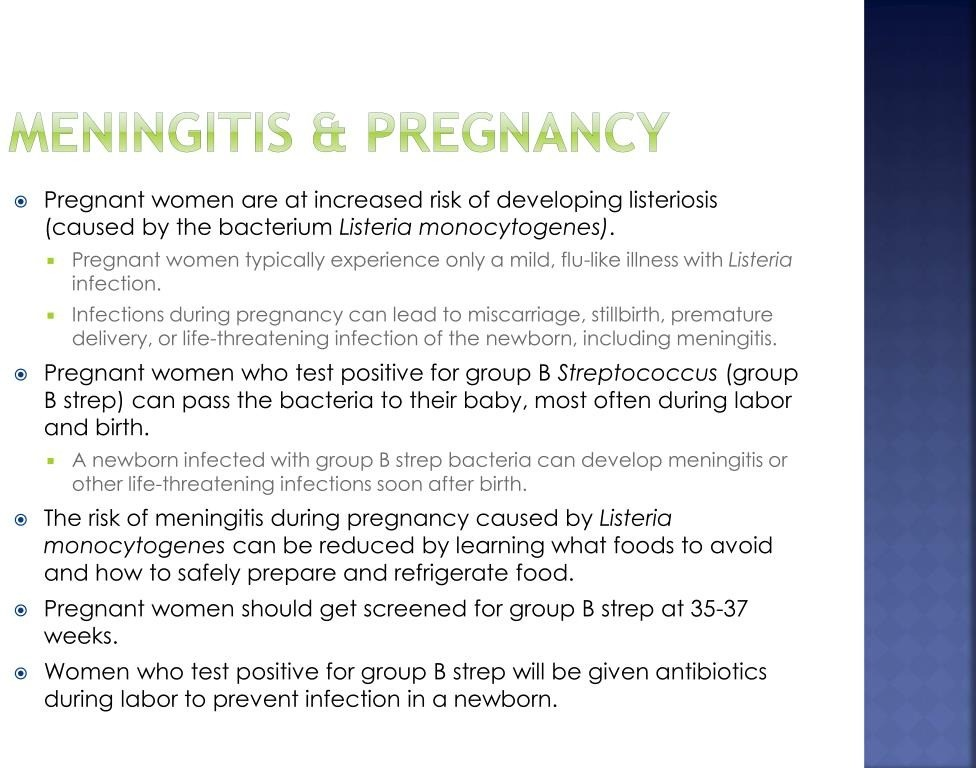 MENINGITIS & PREGNANCY
Pregnant women are at increased risk of developing listeriosis
(caused by the bacterium Listeria monocytogenes).
Pregnant women typically experience only a mild, flu-like illness with Listeria
infection.
Infections during pregnancy can lead to miscarriage, stillbirth, premature
delivery, or life-threatening infection of the newborn, including meningitis.
Pregnant women who test positive for group B Streptococcus (group
B strep) can pass the bacteria to their baby, most often during labor
and birth.
A newborn infected with group B strep bacteria can develop meningitis or
other life-threatening infections soon after birth.
The risk of meningitis during pregnancy caused by Listeria
monocytogenes can be reduced by learning what foods to avoid
and how to safely prepare and refrigerate food.
Pregnant women should get screened for group B strep at 35-37
weeks.
Women who test positive for group B strep will be given antibiotics
during labor to prevent infection in a newborn.